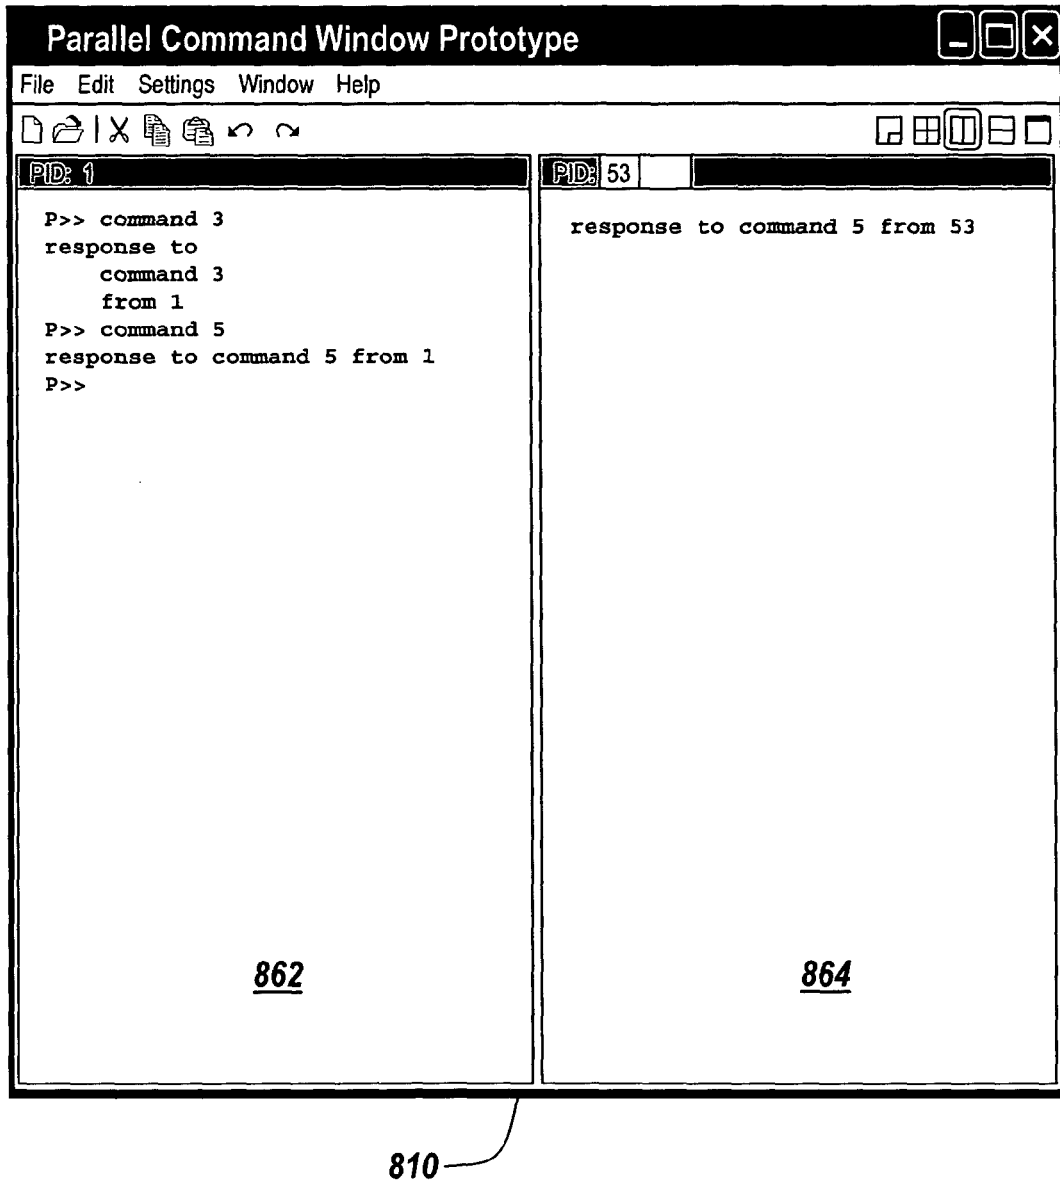 Parallel Command Window Prototype
File Edit Settings Window Help
PID: 1
P>> command 3
response to
    command 3
    from 1
P>> command 5
response to command 5 from 1
P>>
862
PID: 53
response to command 5 from 53
864
810